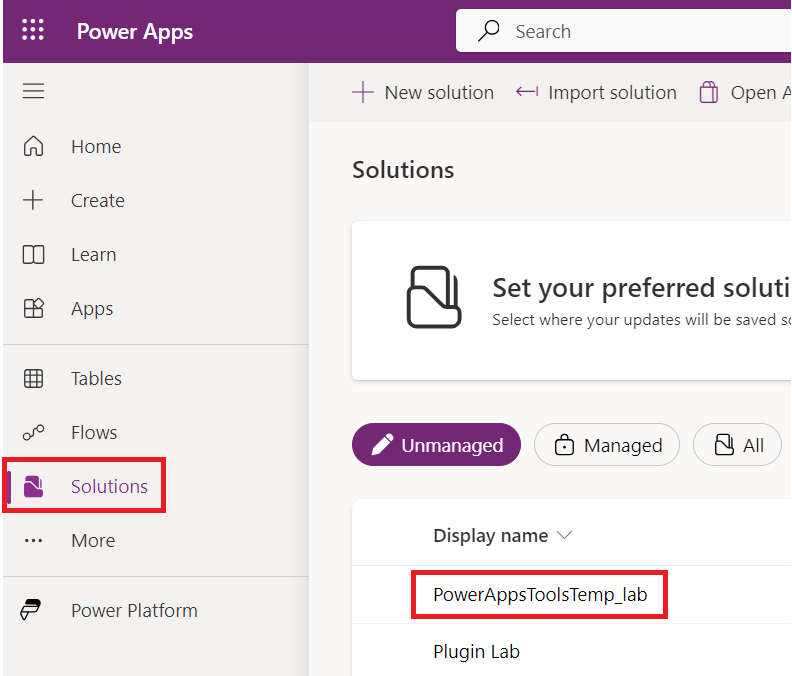 Power Apps
Search
Home
Create
Learn
Apps
Tables
Flows
Solutions
More
Power Platform
New solution
Import solution
Open A
Solutions
Set your preferred soluti
Select where your updates will be saved so
Unmanaged
Managed
All
Display name
PowerAppsToolsTemp_lab
Plugin Lab